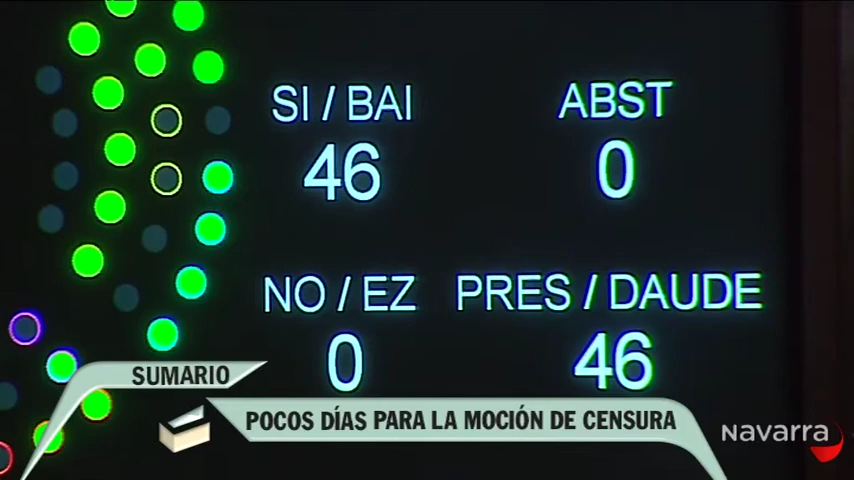 SI / BAI
46
ABST
0
NO / EZ
0
PRES / DAUDE
46
SUMARIO
POCOS DÍAS PARA LA MOCIÓN DE CENSURA
Navarra